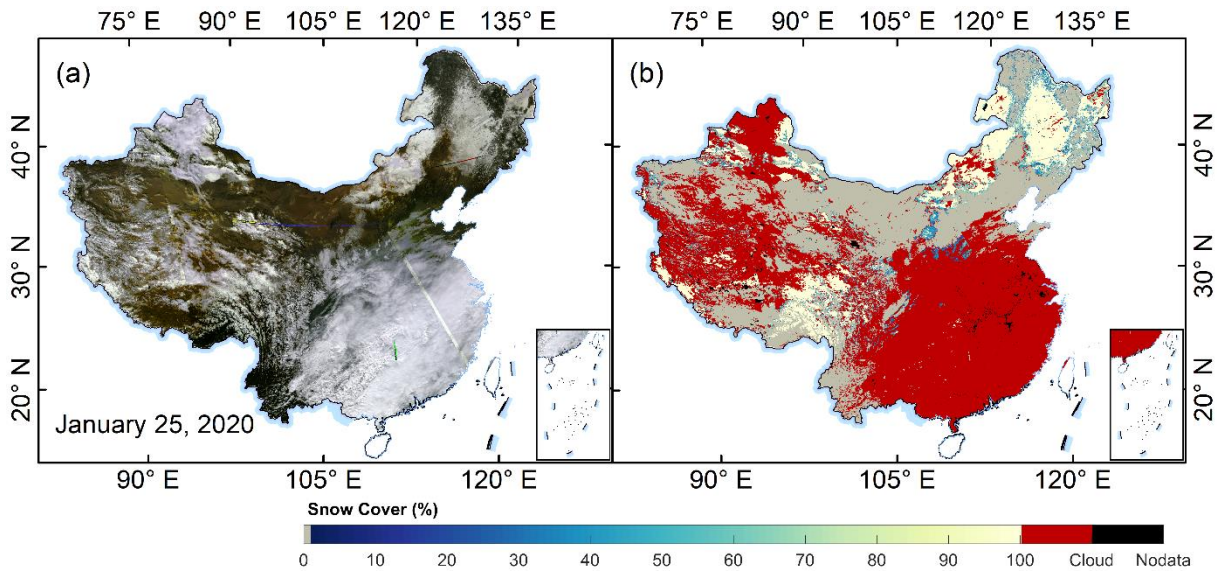 75° E 90° E 105° E 120° E 135° E 75° E 90° E 105° E 120° E 135° E
(a) (b)
40° N 40° N
30° N 30° N
20° N 20° N
January 25, 2020
90° E 105° E 120° E 90° E 105° E 120° E
Snow Cover (%)
0 10 20 30 40 50 60 70 80 90 100 Cloud Nodata